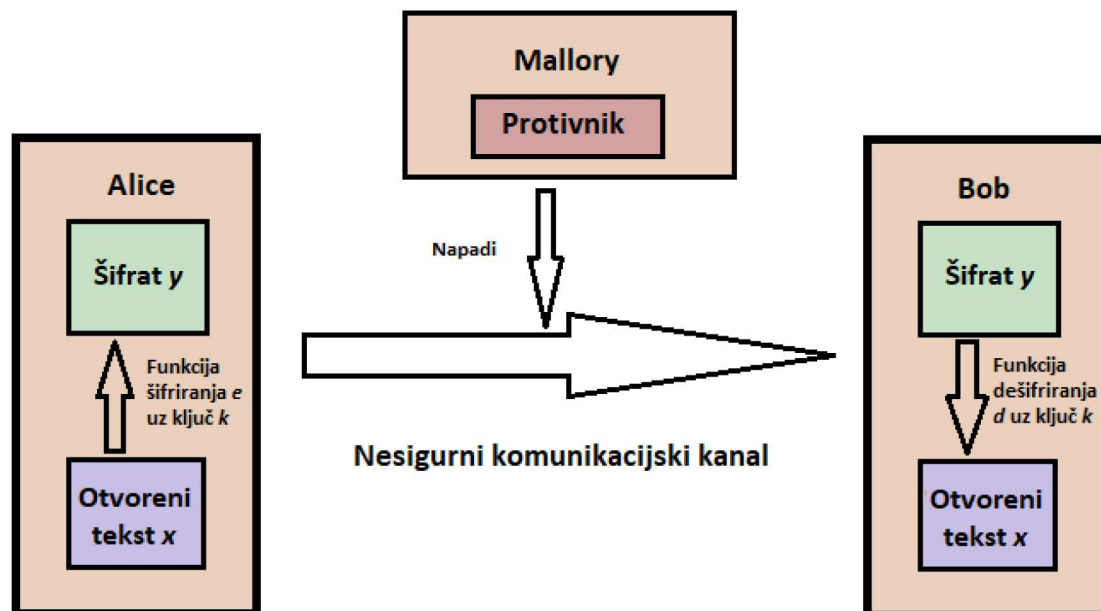 Mallory
Protivnik
Alice
Šifrat y
Funkcija
šifriranja e
uz ključ k
Otvoreni
tekst x
Napadi
Nesigurni komunikacijski kanal
Bob
Šifrat y
Funkcija
dešifriranja
d uz ključ k
Otvoreni
tekst x